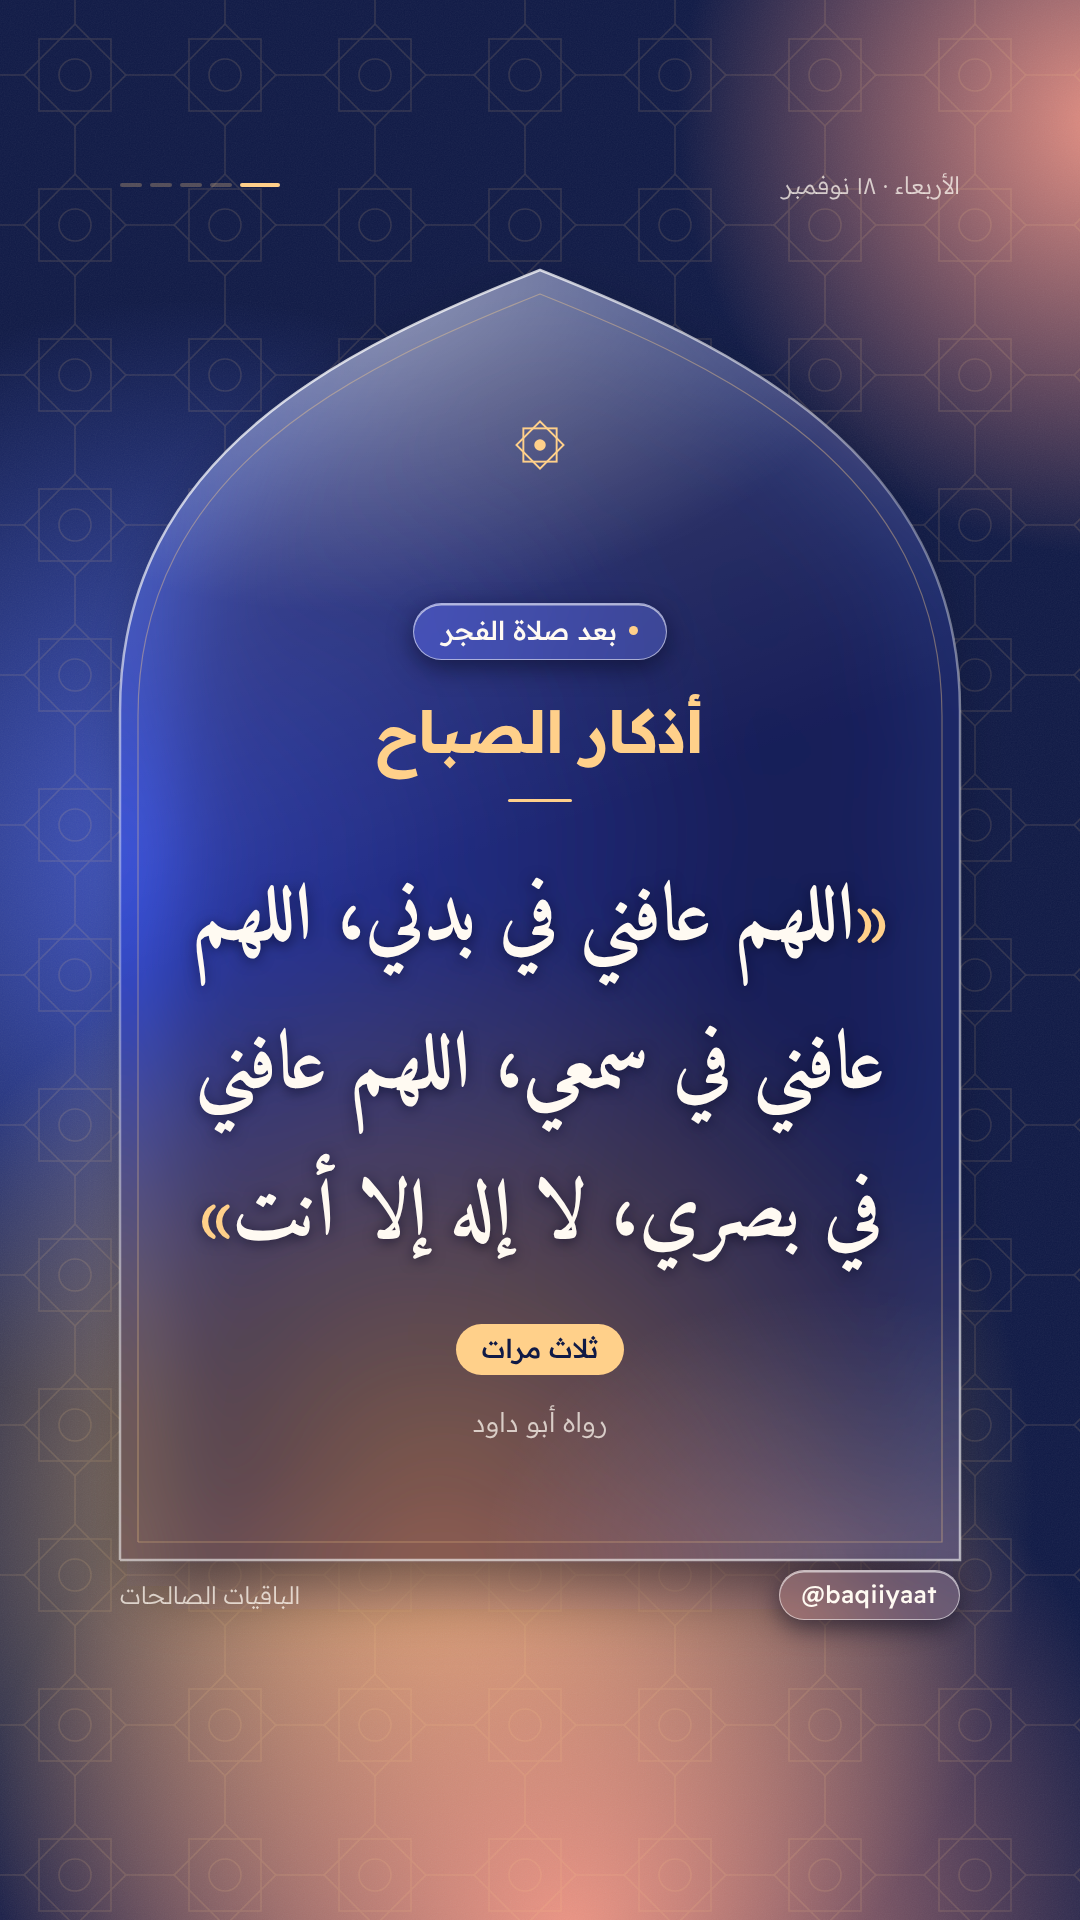 الأربعاء · ١٨ نوفمبر
بعد صلاة الفجر
أذكار الصباح
«اللهم عافني في بدني، اللهم
عافني في سمعي، اللهم عافني
في بصري، لا إله إلا أنت»
ثلاث مرات
رواه أبو داود
@baqiiyaat
الباقيات الصالحات